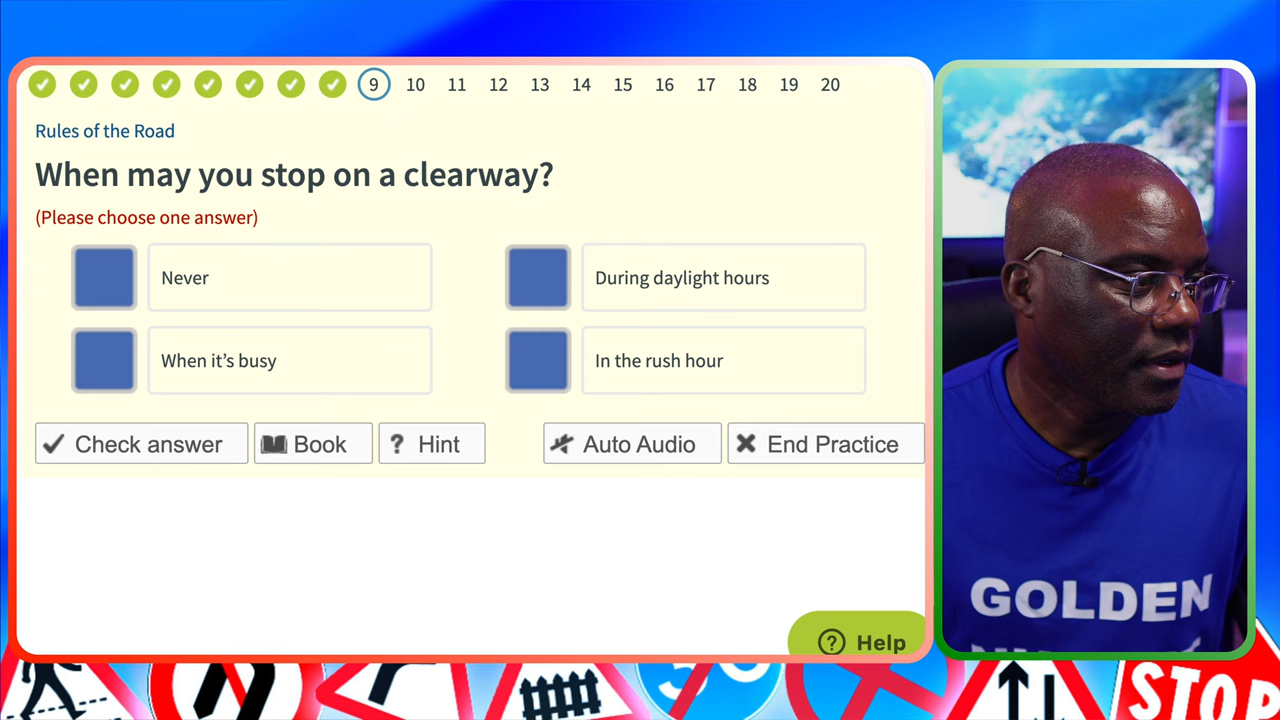 9 10 11 12 13 14 15 16 17 18 19 20
Rules of the Road
When may you stop on a clearway?
(Please choose one answer)
Never
During daylight hours
When it's busy
In the rush hour
Check answer
Book
? Hint
Auto Audio
End Practice
? Help
GOLDEN
STOP